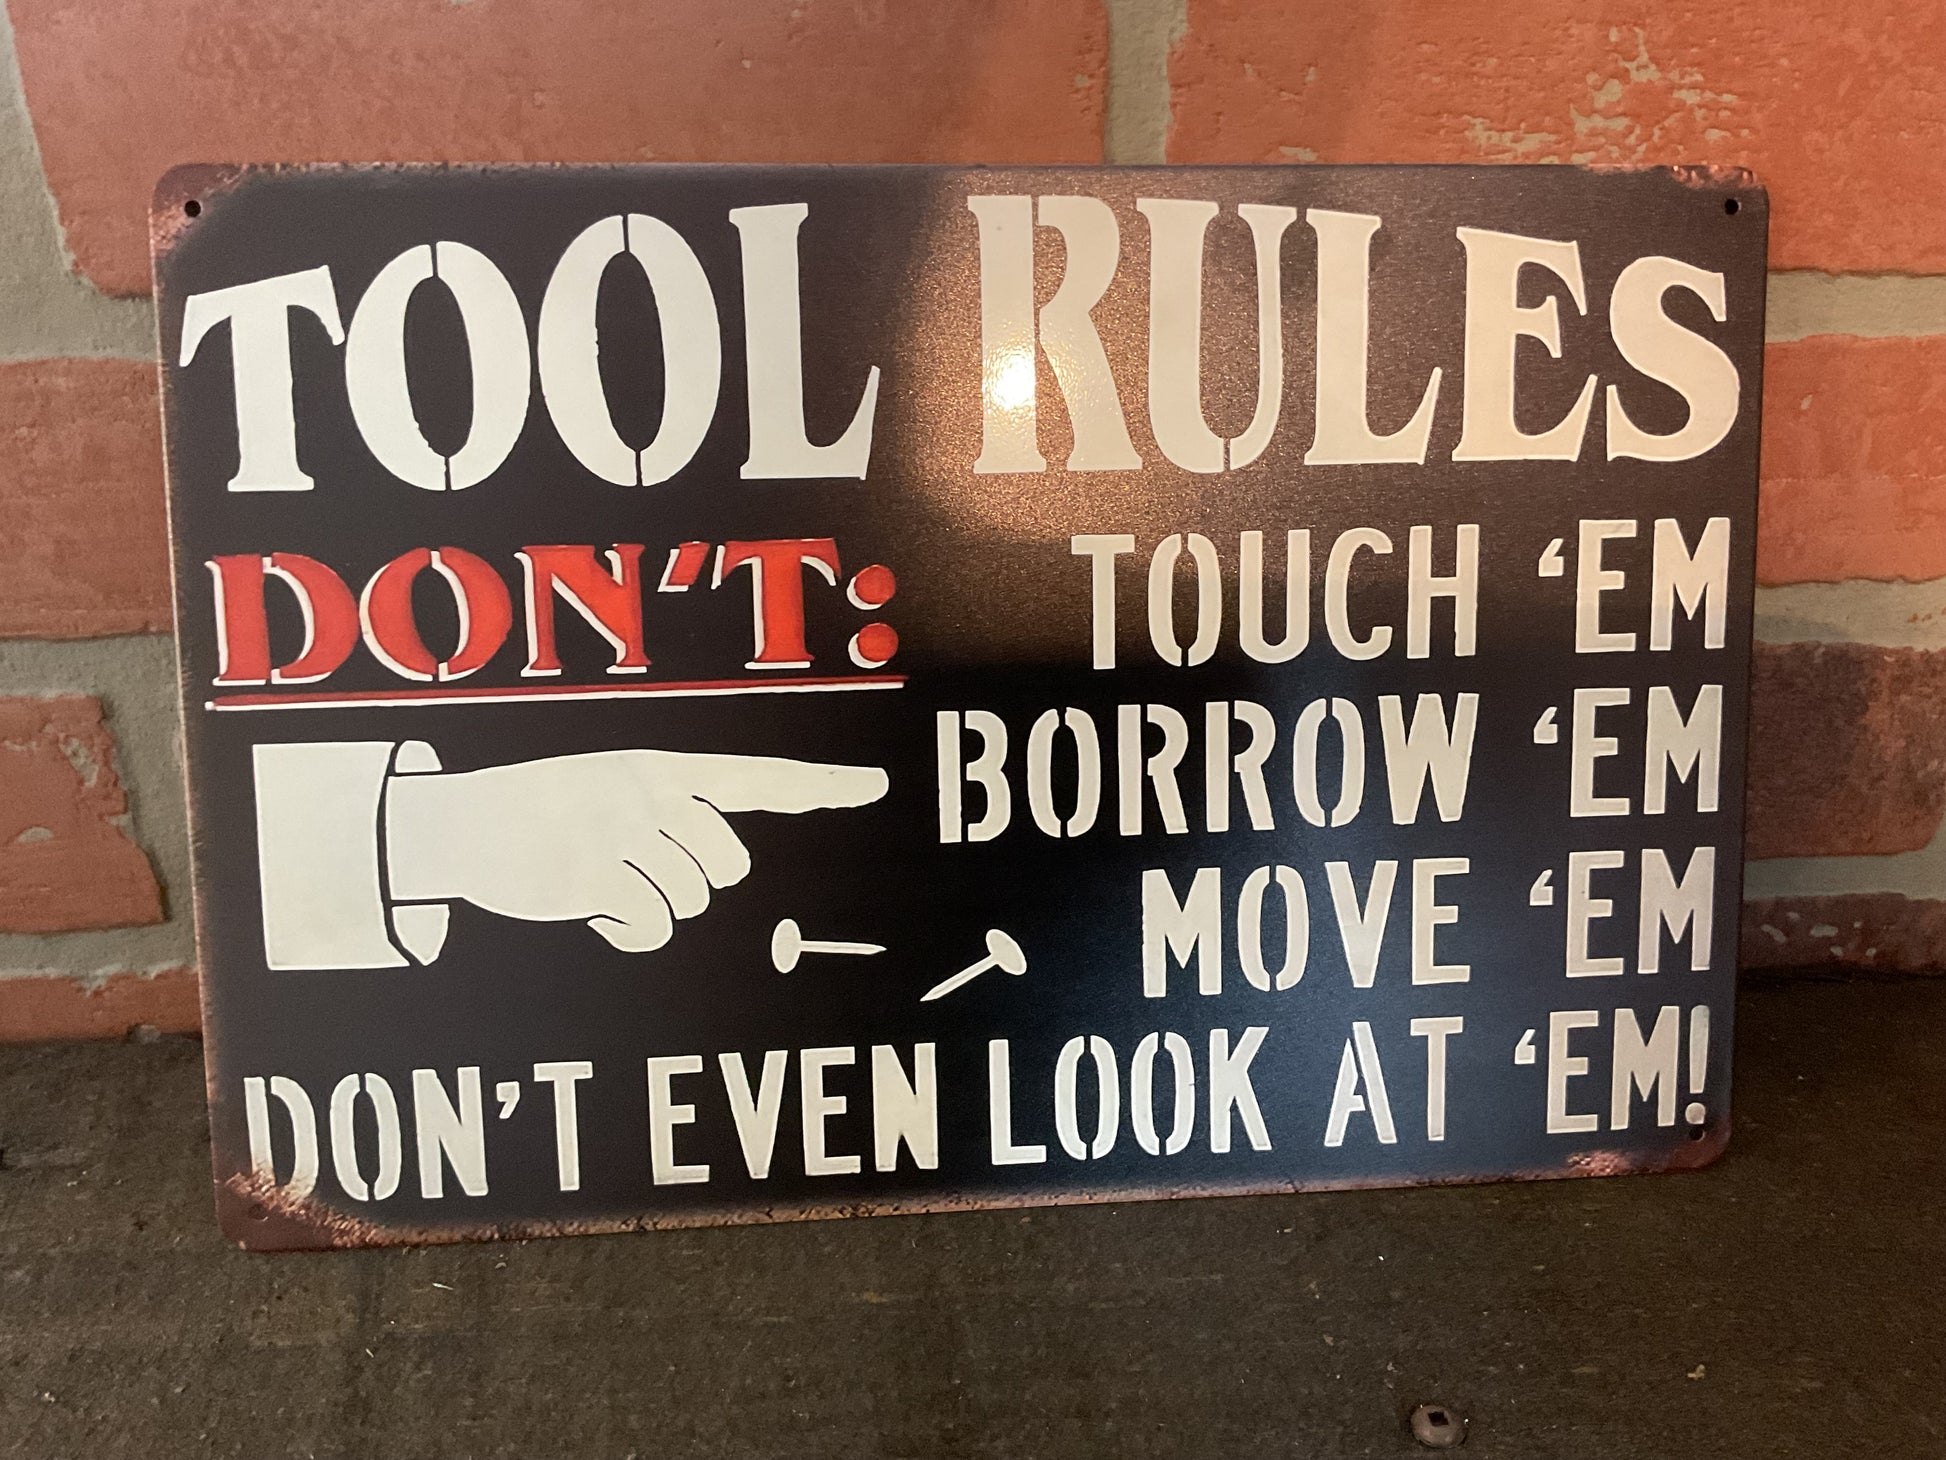 TOOL RULES
DON'T: TOUCH 'EM
BORROW 'EM
MOVE 'EM
DON'T EVEN LOOK AT 'EM!